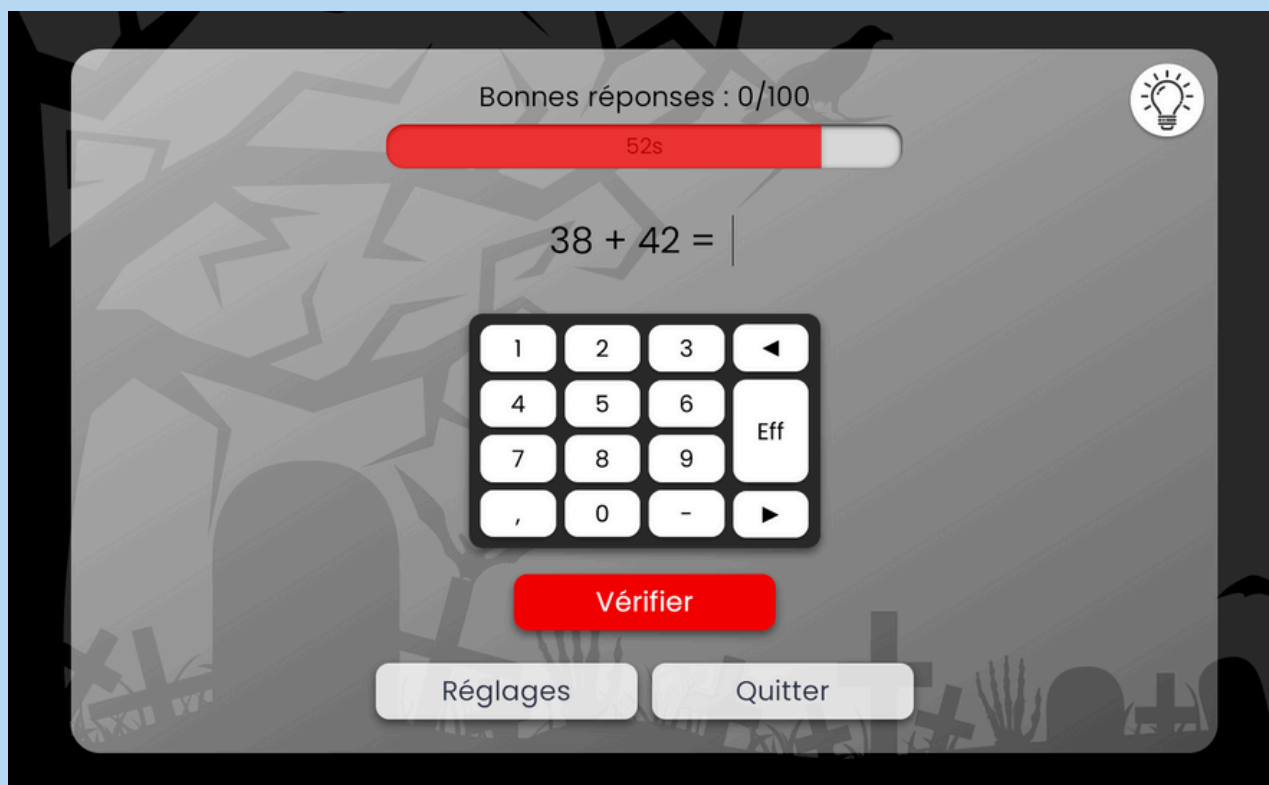 Bonnes réponses : 0/100
52s
38 + 42 =
1 2 3 ◄
4 5 6
Eff
7 8 9
, 0 - ►
Vérifier
Réglages Quitter